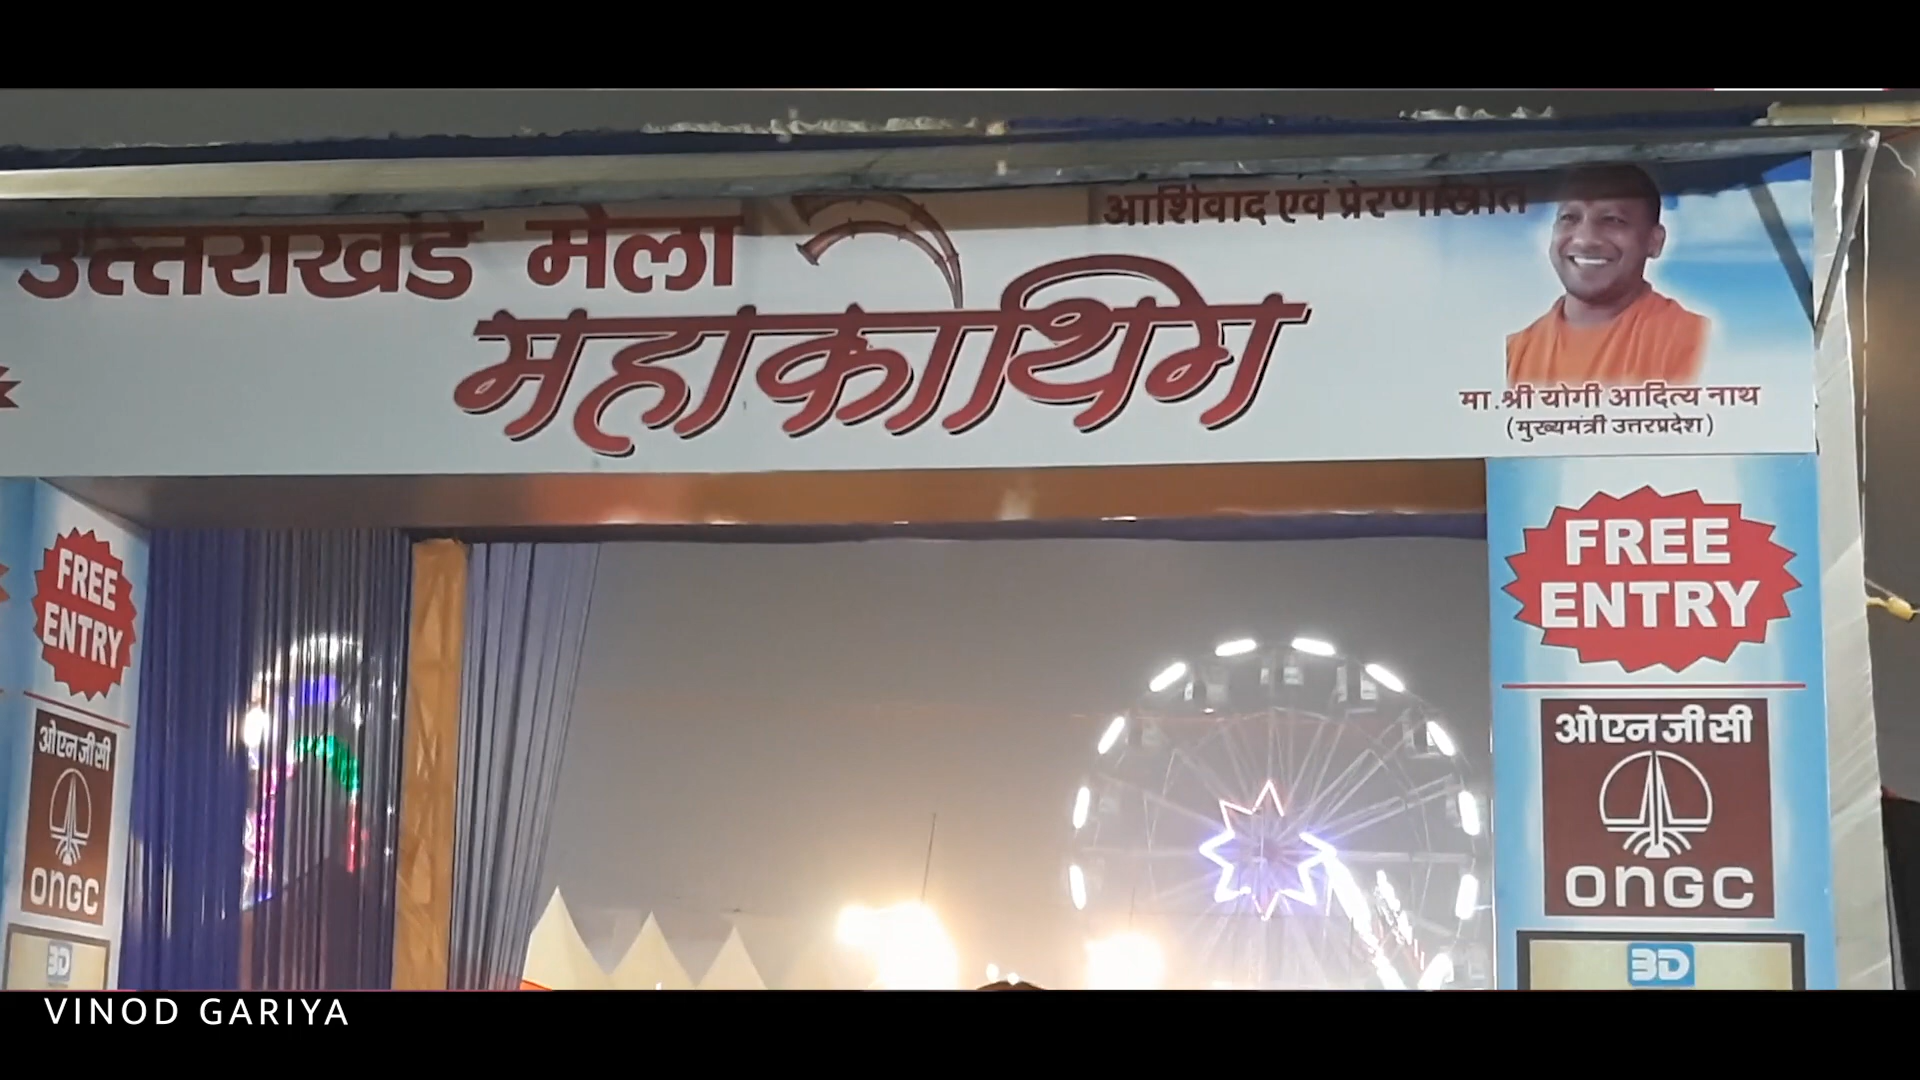 उत्तराखंड मेला
आशिवाद एवं प्रेरणास्रोत
महाकौथिग
मा.श्री योगी आदित्य नाथ
(मुख्यमंत्री उत्तरप्रदेश)
FREE
ENTRY
ओएनजीसी
ONGC
3D
FREE
ENTRY
ओएनजीसी
ONGC
3D
VINOD GARIYA